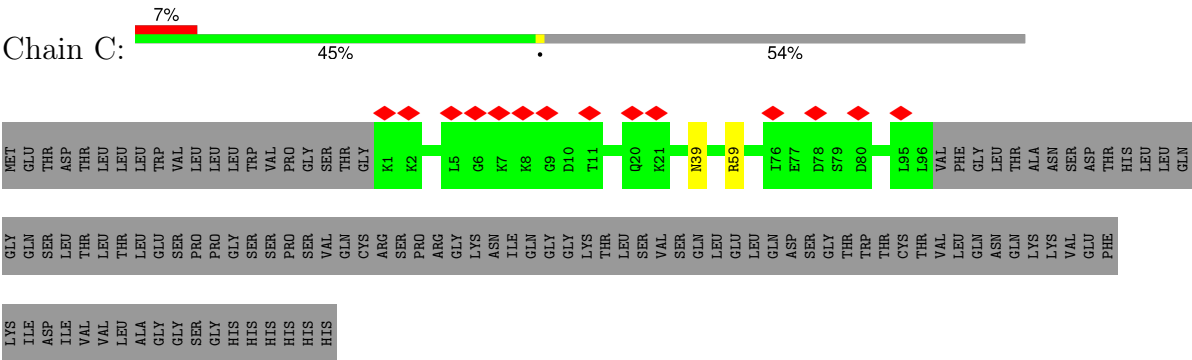 7%
Chain C:
45% • 54%
MET GLU THR ASP THR LEU LEU LEU TRP VAL LEU LEU LEU TRP VAL PRO GLY SER THR GLY K1 K2 L5 G6 K7 K8 G9 D10 T11 Q20 K21 N39 R59 I76 E77 D78 S79 D80 L95 L96 VAL PHE GLY LEU THR ALA ASN SER ASP THR HIS LEU LEU GLN
GLY GLN SER LEU THR LEU THR LEU GLU SER PRO PRO GLY SER SER PRO SER VAL GLN CYS ARG SER PRO ARG GLY LYS ASN ILE GLN GLY GLY LYS THR LEU SER VAL SER GLN LEU GLU LEU GLN ASP SER GLY THR TRP THR CYS THR VAL LEU GLN ASN GLN LYS LYS VAL GLU PHE
LYS ILE ASP ILE VAL VAL LEU ALA GLY GLY SER GLY HIS HIS HIS HIS HIS HIS